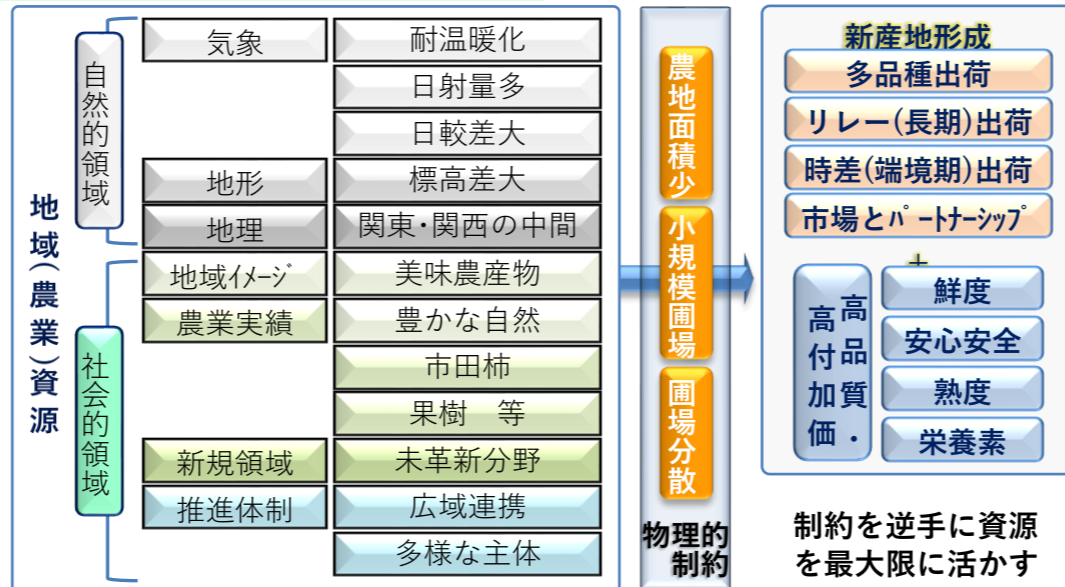 地域(農業)資源
自然的領域
気象
耐温暖化
日射量多
日較差大
地形
標高差大
地理
関東・関西の中間
社会的領域
地域ｲﾒｰｼﾞ
美味農産物
農業実績
豊かな自然
市田柿
果樹　等
新規領域
未革新分野
推進体制
広域連携
多様な主体
農地面積少
小規模圃場
圃場分散
物理的
制約
新産地形成
多品種出荷
リレー(長期)出荷
時差(端境期)出荷
市場とﾊﾟｰﾄﾅｰｼｯﾌﾟ
+
高品質・
高付加価
鮮度
安心安全
熟度
栄養素
制約を逆手に資源
を最大限に活かす